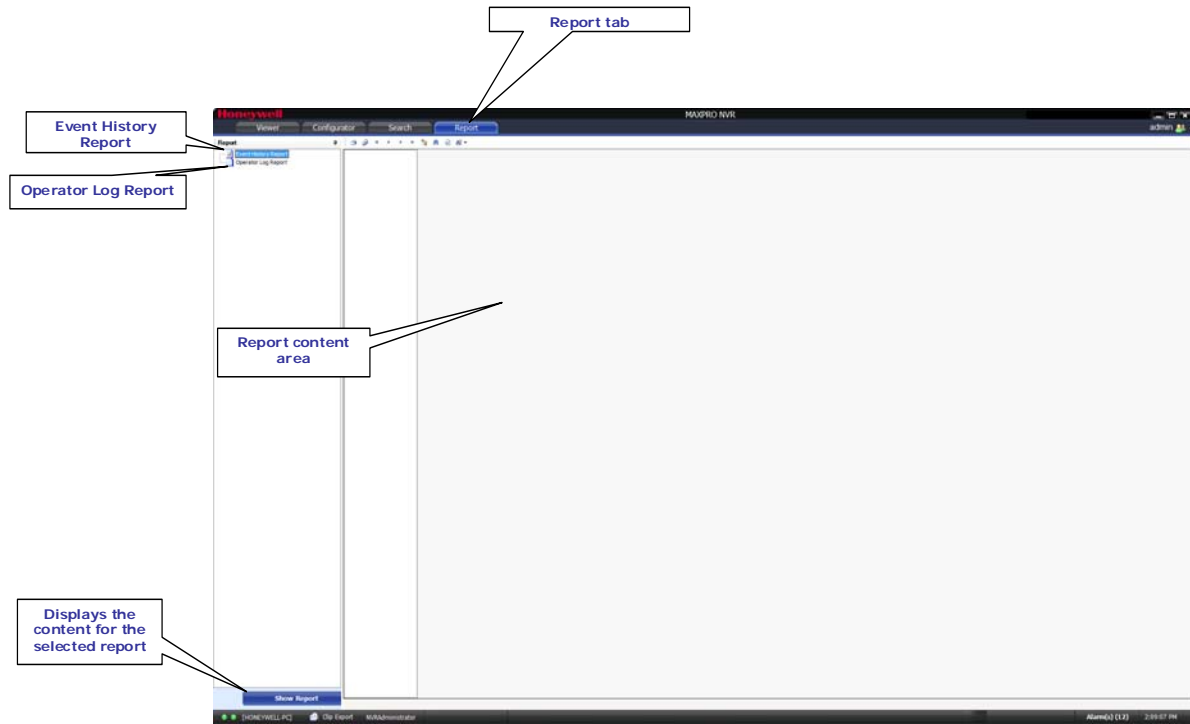 Report tab
Honeywell
MAXPRO NVR
Viewer
Configurator
Search
Report
admin
Event History
Report
Report
Event History Report
Operator Log Report
Operator Log Report
Report content
area
Displays the
content for the
selected report
Show Report
[HONEYWELL-PC]
Clip Export
NVRAdministrator
Alarm(s) (12)